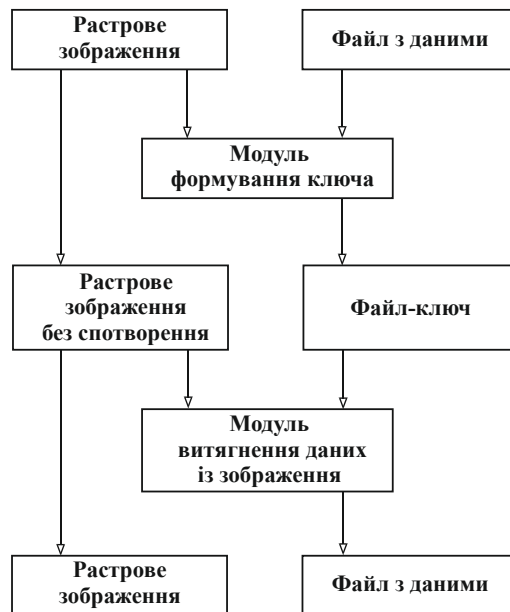 Растрове
зображення
Файл з даними
Модуль
формування ключа
Растрове
зображення
без спотворення
Файл-ключ
Модуль
витягнення даних
із зображення
Растрове
зображення
Файл з даними